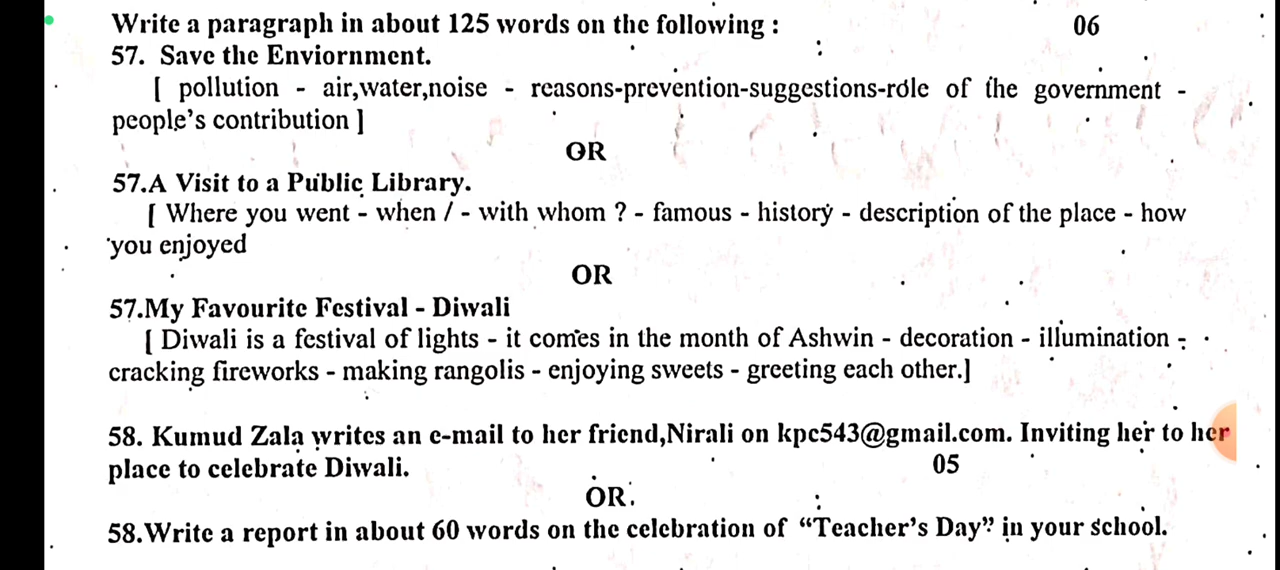 Write a paragraph in about 125 words on the following : 06
57. Save the Enviornment.
[ pollution - air,water,noise - reasons-prevention-suggestions-role of the government -
people's contribution ]
OR
57.A Visit to a Public Library.
[ Where you went - when / - with whom ? - famous - history - description of the place - how
you enjoyed
OR
57.My Favourite Festival - Diwali
[ Diwali is a festival of lights - it comes in the month of Ashwin - decoration - illumination -
cracking fireworks - making rangolis - enjoying sweets - greeting each other.]
58. Kumud Zala writes an e-mail to her friend,Nirali on kpc543@gmail.com. Inviting her to her
place to celebrate Diwali. 05
OR
58.Write a report in about 60 words on the celebration of “Teacher's Day” in your school.